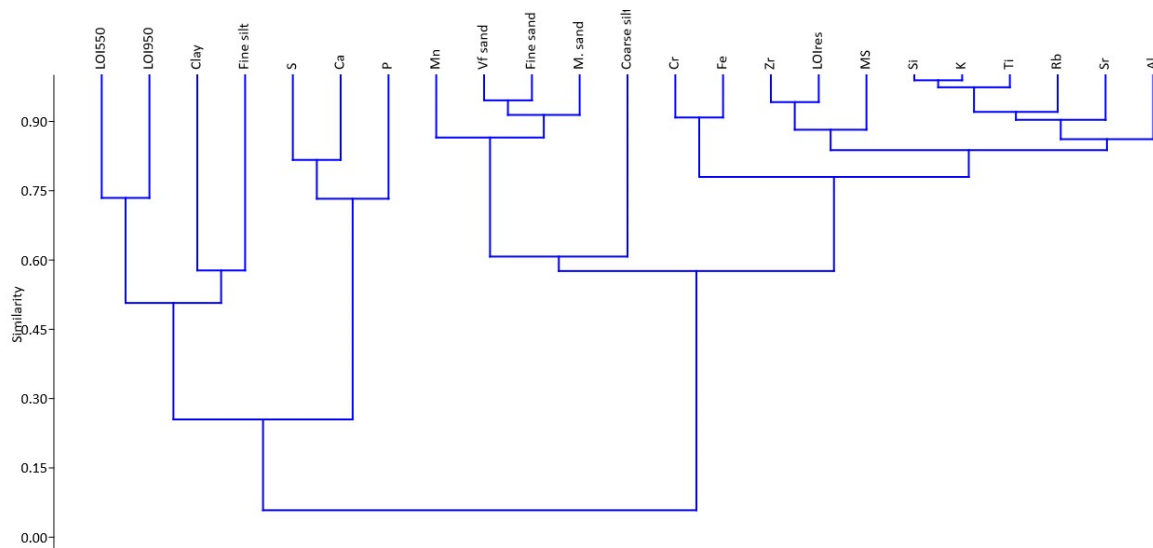 LOI550
LOI950
Clay
Fine silt
S
Ca
P
Mn
Vf sand
Fine sand
M. sand
Coarse silt
Cr
Fe
Zr
LOIres
MS
Si
K
Ti
Rb
Sr
Al
0.90
0.75
0.60
0.45
0.30
0.15
0.00
Similarity